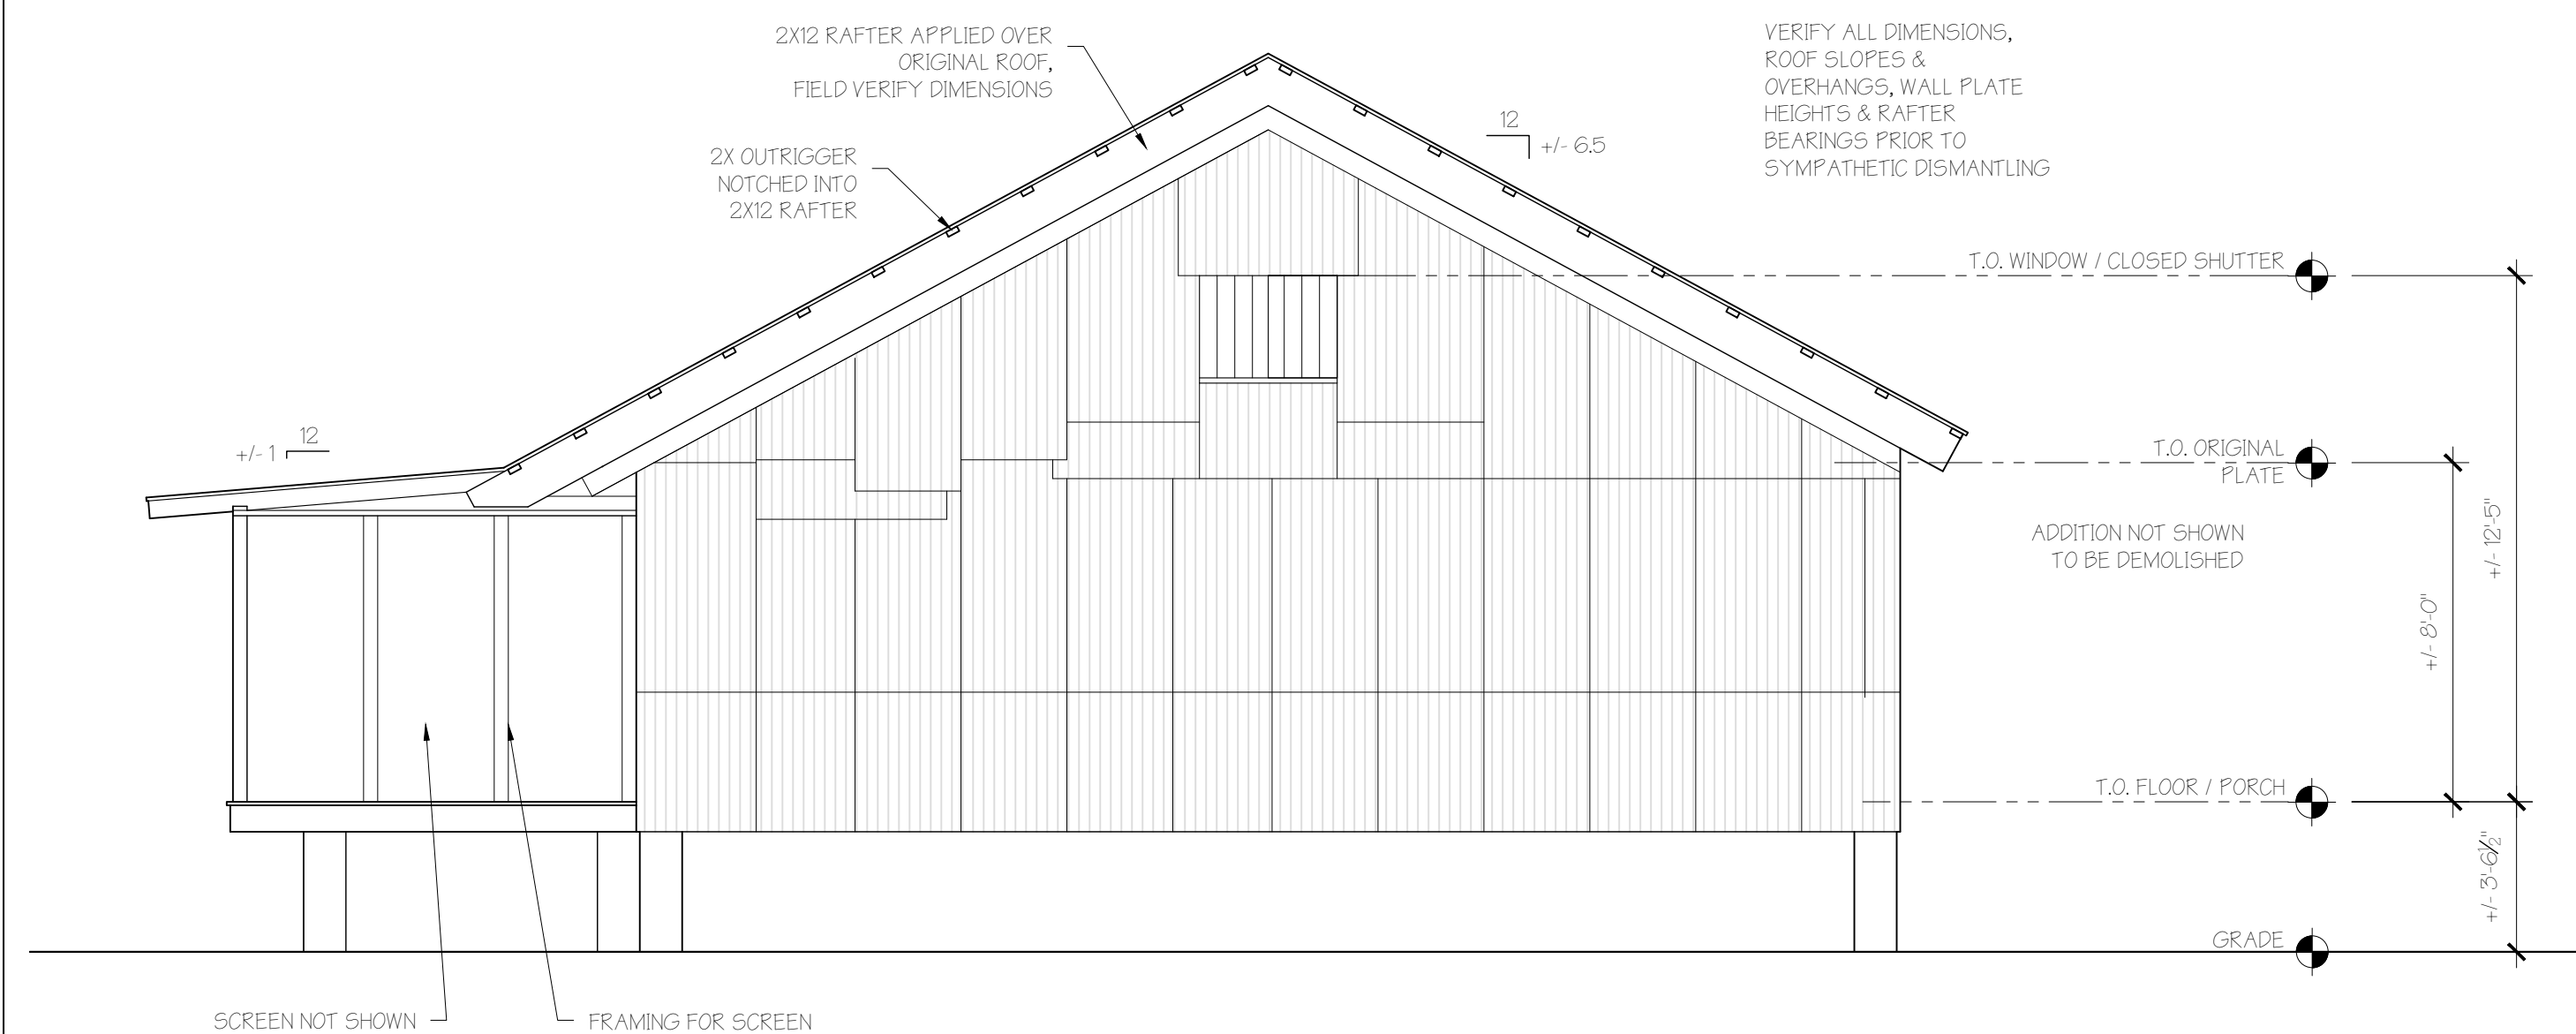 2X12 RAFTER APPLIED OVER
ORIGINAL ROOF,
FIELD VERIFY DIMENSIONS
VERIFY ALL DIMENSIONS,
ROOF SLOPES &
OVERHANGS, WALL PLATE
HEIGHTS & RAFTER
BEARINGS PRIOR TO
SYMPATHETIC DISMANTLING
12
+/- 6.5
2X OUTRIGGER
NOTCHED INTO
2X12 RAFTER
T.O. WINDOW / CLOSED SHUTTER
12
+/- 1
T.O. ORIGINAL
PLATE
ADDITION NOT SHOWN
TO BE DEMOLISHED
+/- 12'-5"
+/- 8'-0"
T.O. FLOOR / PORCH
+/- 3'-6½"
GRADE
SCREEN NOT SHOWN
FRAMING FOR SCREEN